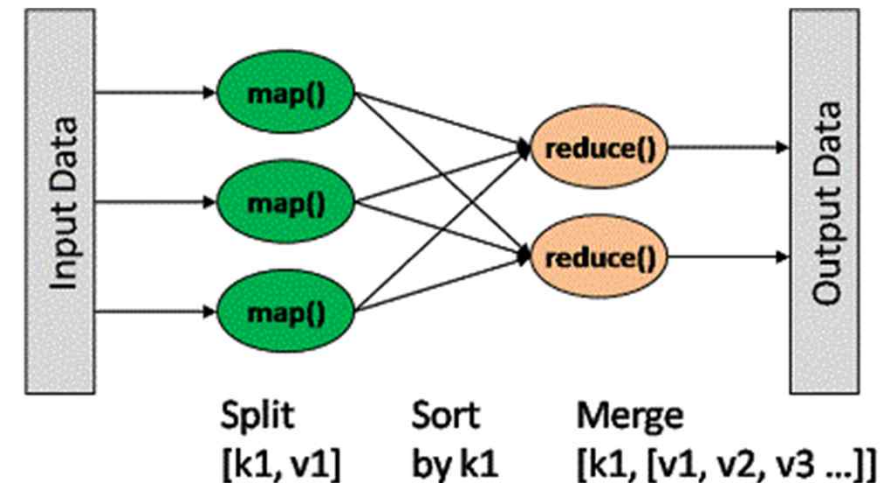 Input Data
map()
map()
map()
reduce()
reduce()
Output Data
Split
[k1, v1]
Sort
by k1
Merge
[k1, [v1, v2, v3 ...]]